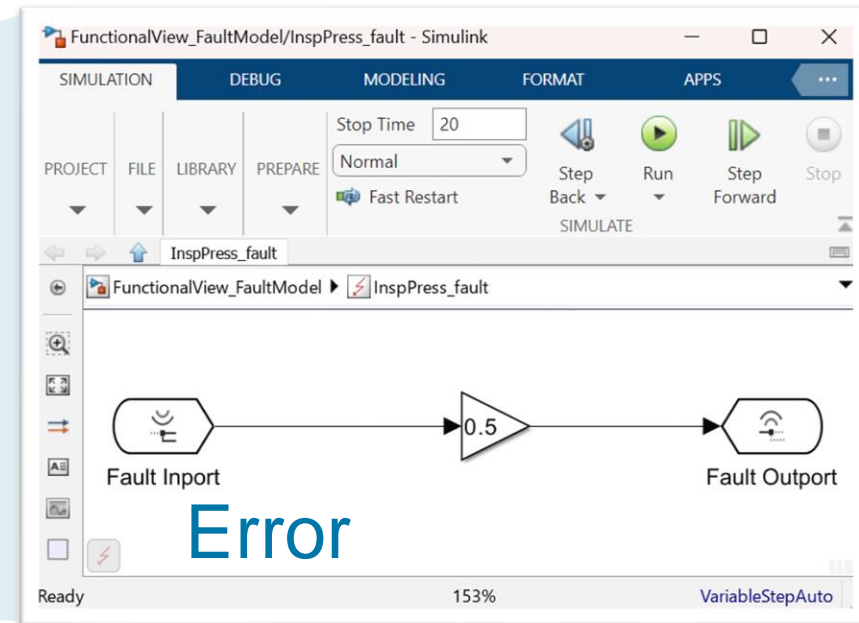 FunctionalView_FaultModel/InspPress_fault - Simulink
SIMULATION DEBUG MODELING FORMAT APPS
PROJECT FILE LIBRARY PREPARE
Stop Time 20
Normal
Fast Restart
Step Back
Run
Step Forward
Stop
SIMULATE
InspPress_fault
FunctionalView_FaultModel InspPress_fault
0.5
Fault Inport Fault Outport
Error
Ready 153% VariableStepAuto